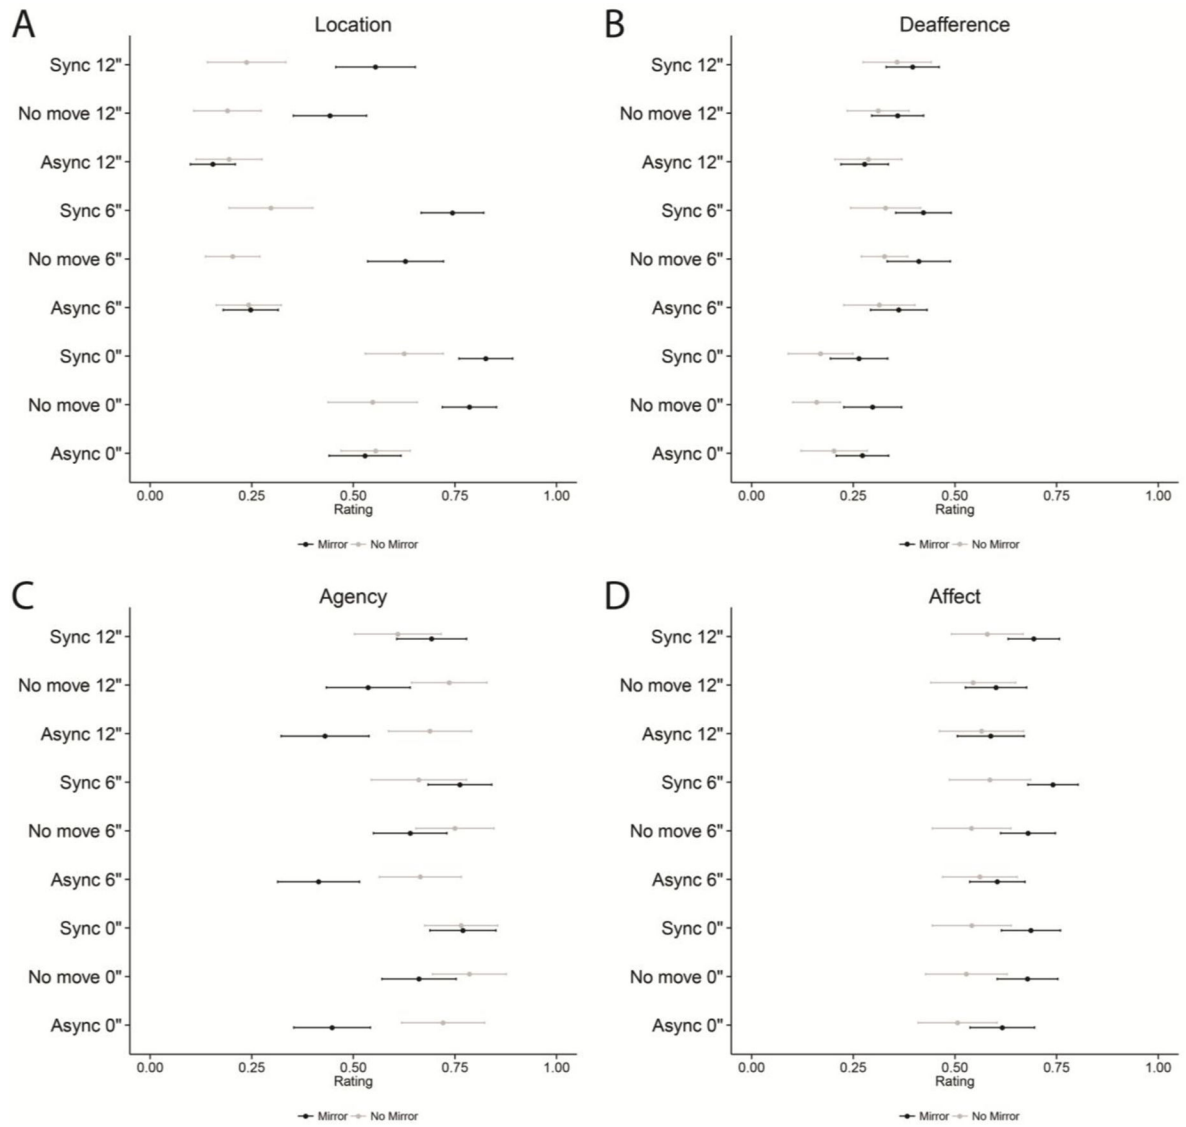 A
Location
Sync 12"
No move 12"
Async 12"
Sync 6"
No move 6"
Async 6"
Sync 0"
No move 0"
Async 0"
0.00 0.25 0.50 0.75 1.00
Rating
Mirror No Mirror
B
Deafference
Sync 12"
No move 12"
Async 12"
Sync 6"
No move 6"
Async 6"
Sync 0"
No move 0"
Async 0"
0.00 0.25 0.50 0.75 1.00
Rating
Mirror No Mirror
C
Agency
Sync 12"
No move 12"
Async 12"
Sync 6"
No move 6"
Async 6"
Sync 0"
No move 0"
Async 0"
0.00 0.25 0.50 0.75 1.00
Rating
Mirror No Mirror
D
Affect
Sync 12"
No move 12"
Async 12"
Sync 6"
No move 6"
Async 6"
Sync 0"
No move 0"
Async 0"
0.00 0.25 0.50 0.75 1.00
Rating
Mirror No Mirror